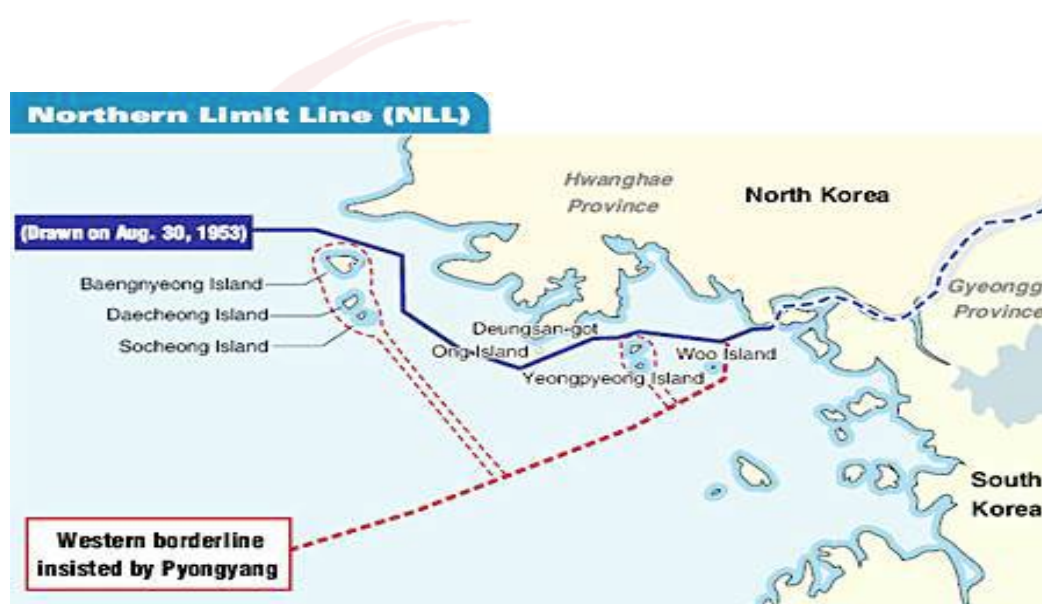 Northern Limit Line (NLL)
Hwanghae
Province
North Korea
(Drawn on Aug. 30, 1953)
Baengnyeong Island
Daecheong Island
Socheong Island
Gyeongg
Province
Deungsan-got
Ong-Island
Woo Island
Yeongpyeong Island
South
Korea
Western borderline
insisted by Pyongyang